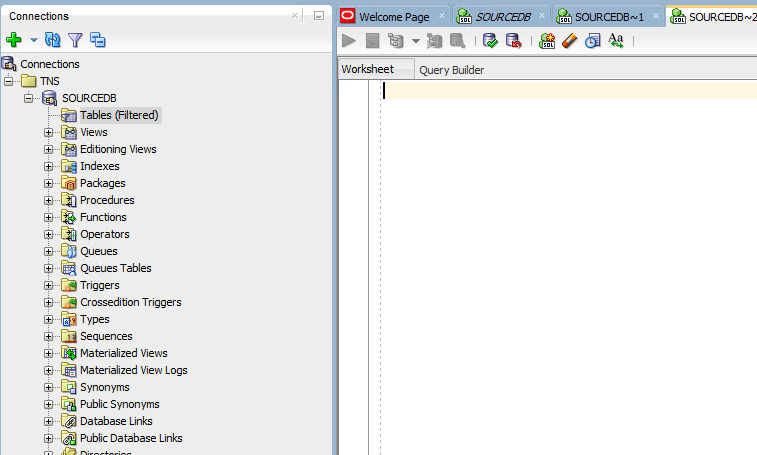 Connections
Connections
TNS
SOURCEDB
Tables (Filtered)
Views
Editioning Views
Indexes
Packages
Procedures
Functions
Operators
Queues
Queues Tables
Triggers
Crossedition Triggers
Types
Sequences
Materialized Views
Materialized View Logs
Synonyms
Public Synonyms
Database Links
Public Database Links
Directories
Welcome Page
SOURCEDB
SOURCEDB~1
SOURCEDB~2
Worksheet
Query Builder